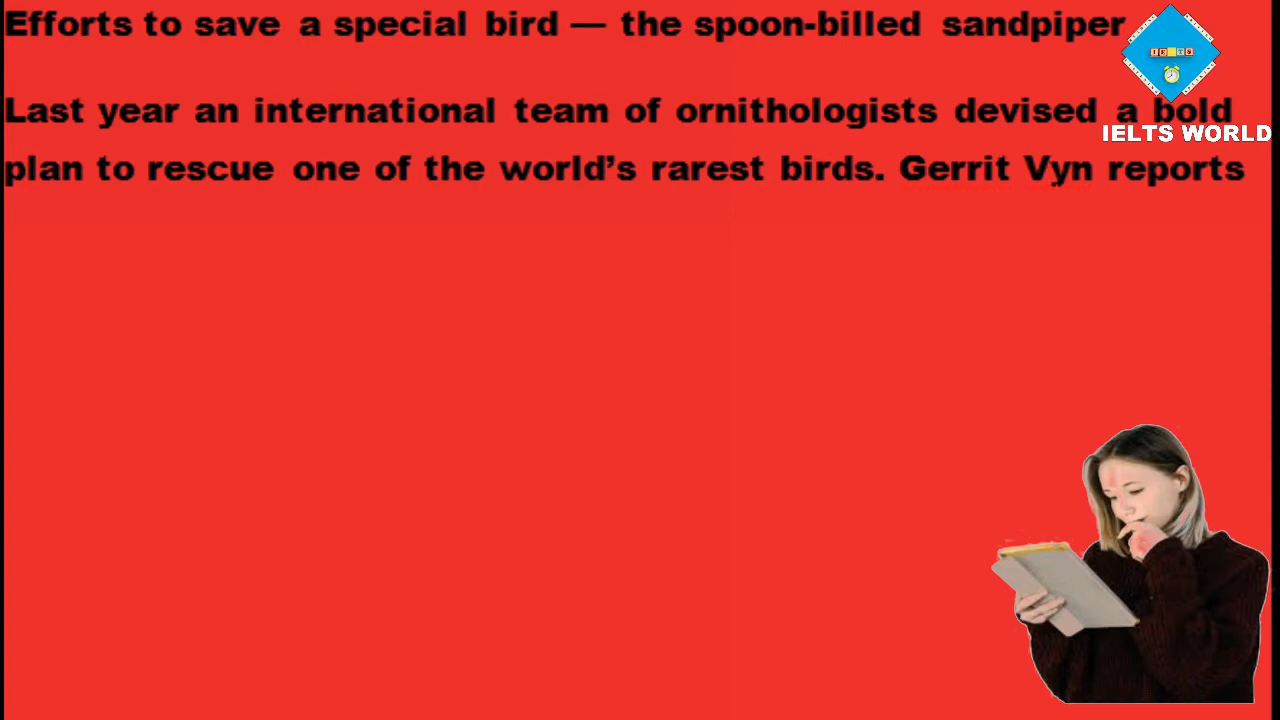 Efforts to save a special bird — the spoon-billed sandpiper
IELTS
Last year an international team of ornithologists devised a bold
IELTS WORLD
plan to rescue one of the world’s rarest birds. Gerrit Vyn reports